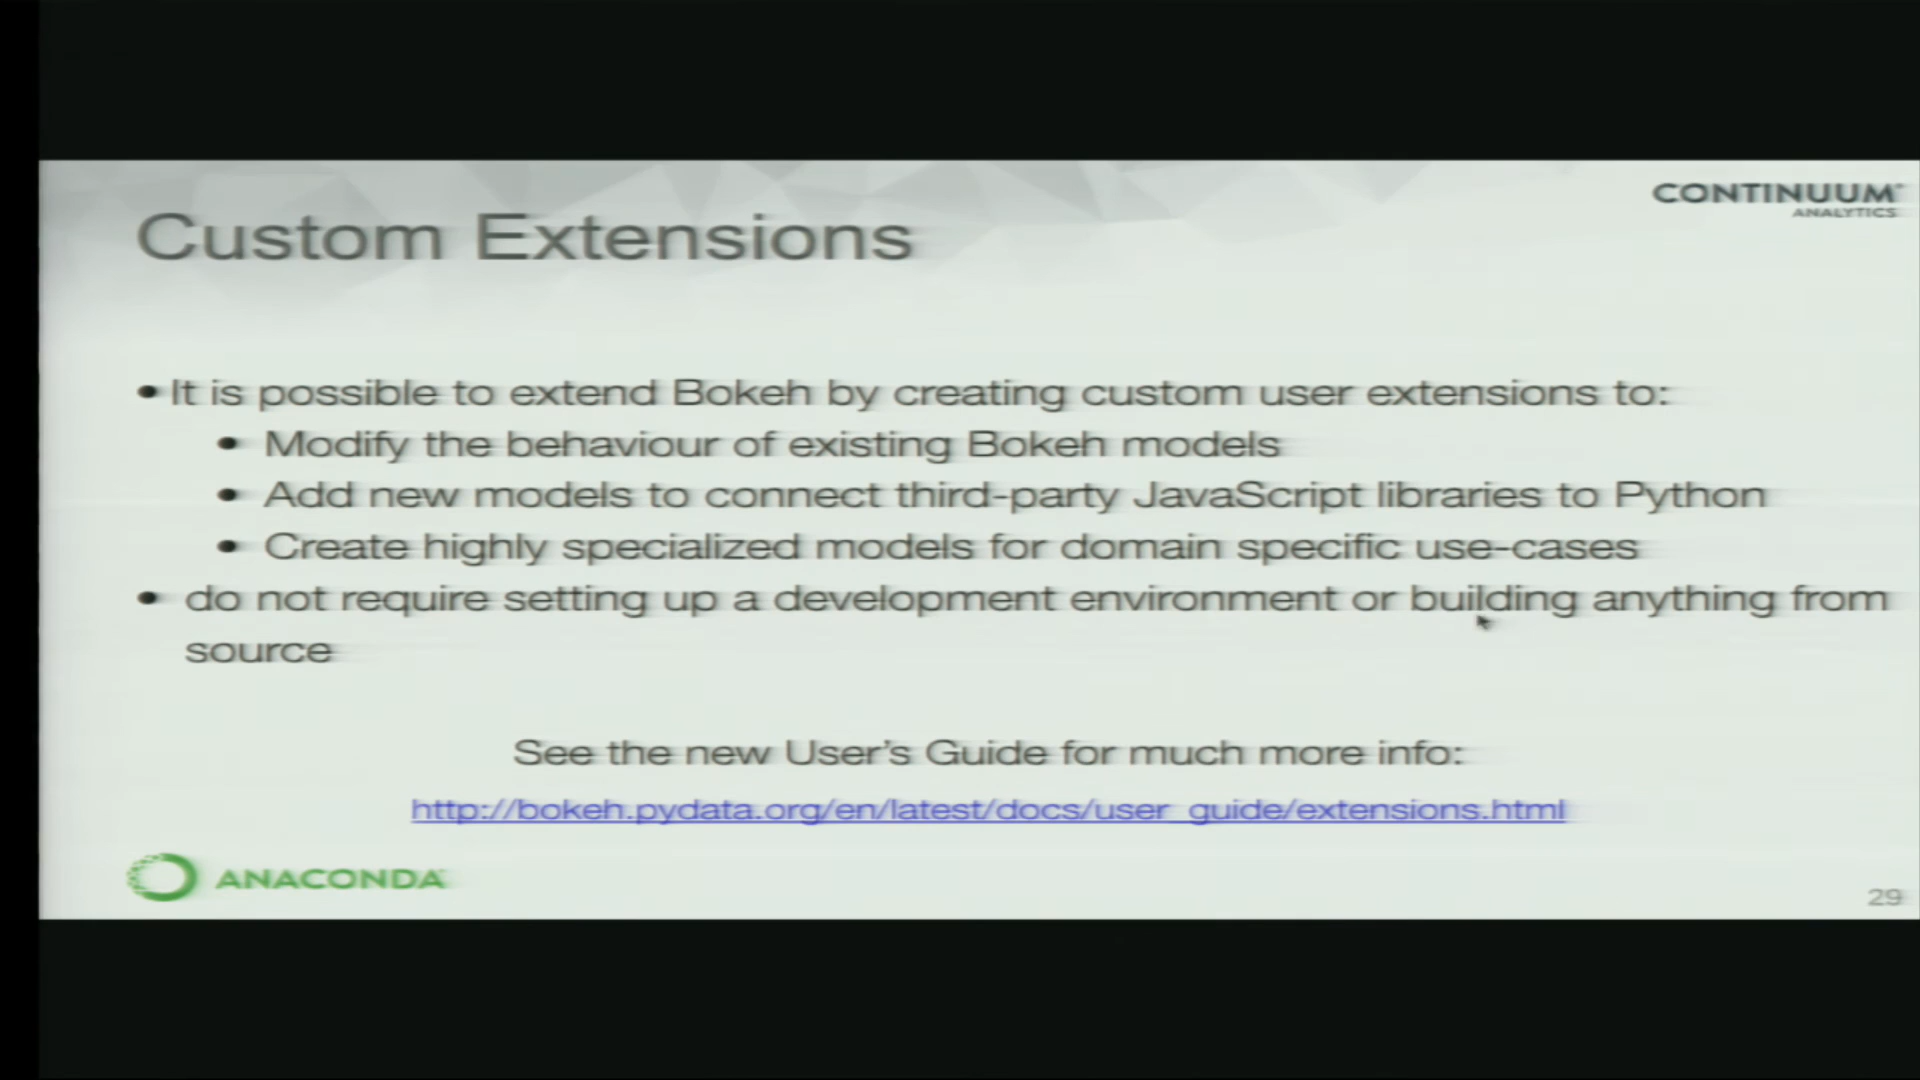 CONTINUUM
ANALYTICS
Custom Extensions
• It is possible to extend Bokeh by creating custom user extensions to:
• Modify the behaviour of existing Bokeh models
• Add new models to connect third-party JavaScript libraries to Python
• Create highly specialized models for domain specific use-cases
• do not require setting up a development environment or building anything from
source
See the new User's Guide for much more info:
http://bokeh.pydata.org/en/latest/docs/user_guide/extensions.html
ANACONDA
29